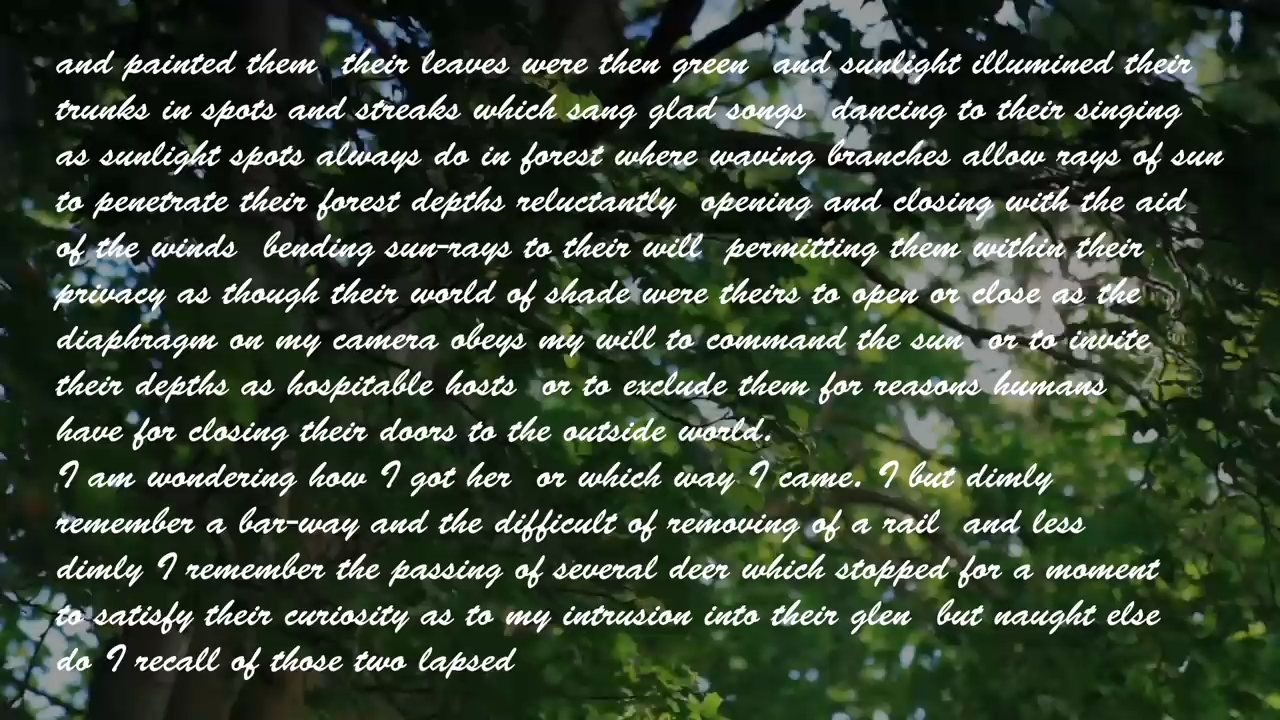 and painted them  their leaves were then green  and sunlight illumined their
trunks in spots and streaks which sang glad songs  dancing to their singing
as sunlight spots always do in forest where waving branches allow rays of sun
to penetrate their forest depths reluctantly  opening and closing with the aid
of the winds  bending sun-rays to their will  permitting them within their
privacy as though their world of shade were theirs to open or close as the
diaphragm on my camera obeys my will to command the sun  or to invite
their depths as hospitable hosts  or to exclude them for reasons humans
have for closing their doors to the outside world.
I am wondering how I got her  or which way I came. I but dimly
remember a bar-way and the difficult of removing of a rail  and less
dimly I remember the passing of several deer which stopped for a moment
to satisfy their curiosity as to my intrusion into their glen  but naught else
do I recall of those two lapsed